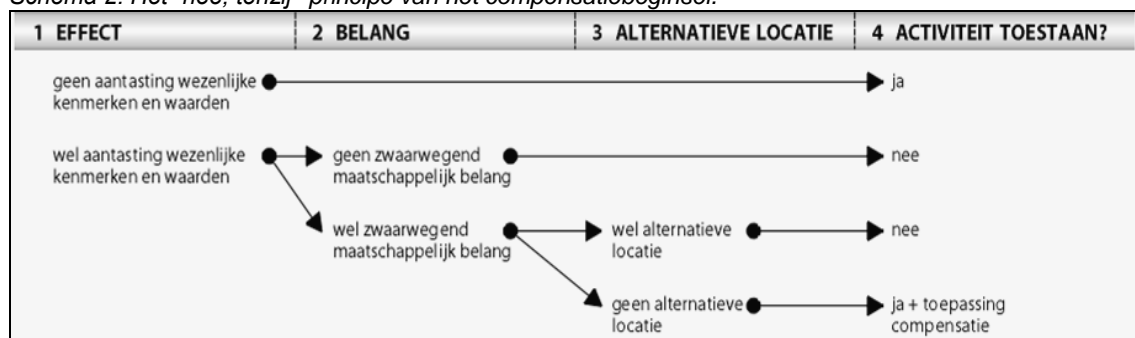 Schema 2: Het 'nee, tenzij'-principe van het compensatiebeginsel.
1 EFFECT 2 BELANG 3 ALTERNATIEVE LOCATIE 4 ACTIVITEIT TOESTAAN?
geen aantasting wezenlijke
kenmerken en waarden
ja
wel aantasting wezenlijke
kenmerken en waarden
geen zwaarwegend
maatschappelijk belang
nee
wel zwaarwegend
maatschappelijk belang
wel alternatieve
locatie
nee
geen alternatieve
locatie
ja + toepassing
compensatie